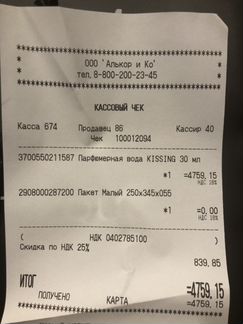 ООО 'Алькор и Ко'
тел. 8-800-200-23-45
КАССОВЫЙ ЧЕК
Касса 674 Продавец 86 Кассир 40
Чек 100012094
3700550211587 Парфюмерная вода KISSING 30 мл
*1 =4759,15
НДС 18%
2908000287200 Пакет Малый 250x345x055
*1 =0,00
НДС 18%
( НДК 0402785100 )
Скидка по НДК 25%
839,85
ИТОГ =4759,15
ПОЛУЧЕНО КАРТА =4759,15